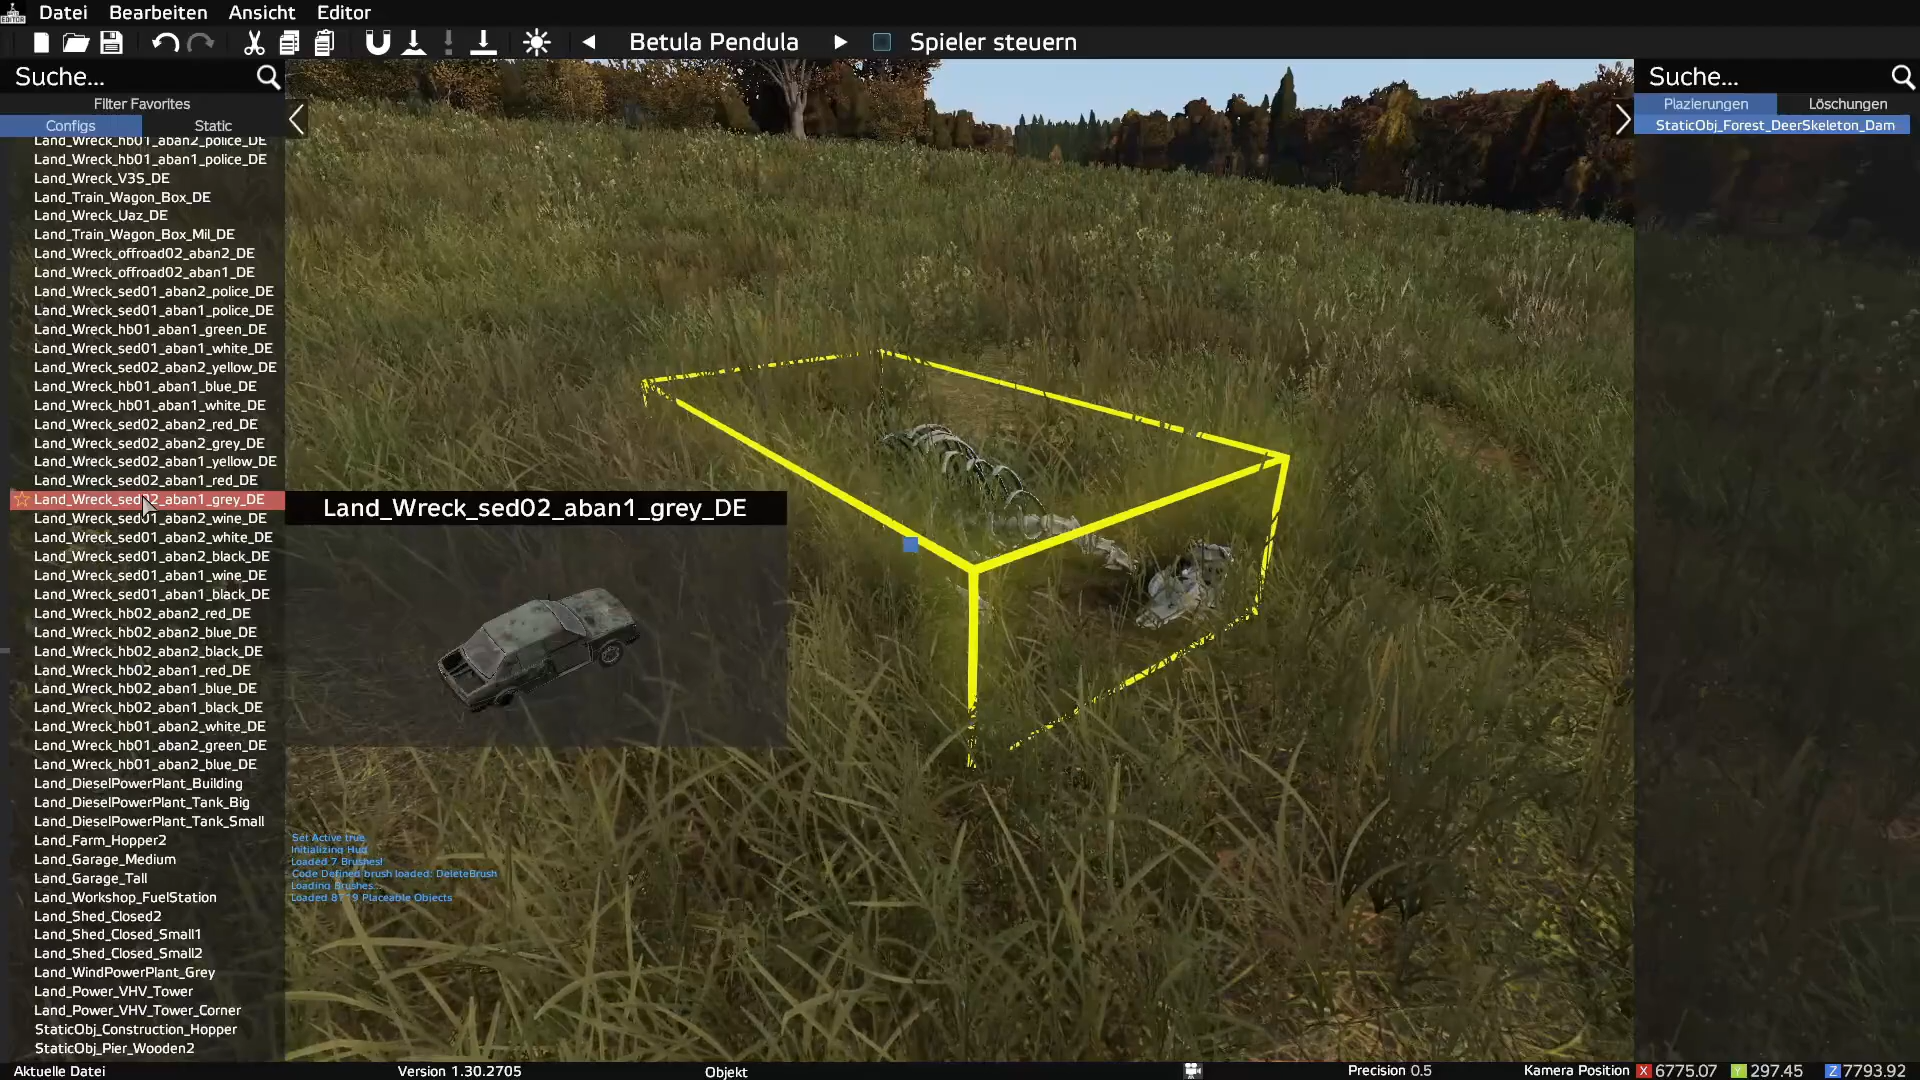 Datei Bearbeiten Ansicht Editor
Betula Pendula Spieler steuern
Suche...
Filter Favorites
Configs Static
Land_Wreck_hb01_aban2_police_DE
Land_Wreck_hb01_aban1_police_DE
Land_Wreck_V3S_DE
Land_Train_Wagon_Box_DE
Land_Wreck_Uaz_DE
Land_Train_Wagon_Box_Mil_DE
Land_Wreck_offroad02_aban2_DE
Land_Wreck_offroad02_aban1_DE
Land_Wreck_sed01_aban2_police_DE
Land_Wreck_sed01_aban1_police_DE
Land_Wreck_hb01_aban1_green_DE
Land_Wreck_sed01_aban1_white_DE
Land_Wreck_sed02_aban2_yellow_DE
Land_Wreck_hb01_aban1_blue_DE
Land_Wreck_hb01_aban1_white_DE
Land_Wreck_sed02_aban2_red_DE
Land_Wreck_sed02_aban2_grey_DE
Land_Wreck_sed02_aban1_yellow_DE
Land_Wreck_sed02_aban1_red_DE
Land_Wreck_sed02_aban1_grey_DE
Land_Wreck_sed01_aban2_wine_DE
Land_Wreck_sed01_aban2_white_DE
Land_Wreck_sed01_aban2_black_DE
Land_Wreck_sed01_aban1_wine_DE
Land_Wreck_sed01_aban1_black_DE
Land_Wreck_hb02_aban2_red_DE
Land_Wreck_hb02_aban2_blue_DE
Land_Wreck_hb02_aban2_black_DE
Land_Wreck_hb02_aban1_red_DE
Land_Wreck_hb02_aban1_blue_DE
Land_Wreck_hb02_aban1_black_DE
Land_Wreck_hb01_aban2_white_DE
Land_Wreck_hb01_aban2_green_DE
Land_Wreck_hb01_aban2_blue_DE
Land_DieselPowerPlant_Building
Land_DieselPowerPlant_Tank_Big
Land_DieselPowerPlant_Tank_Small
Land_Farm_Hopper2
Land_Garage_Medium
Land_Garage_Tall
Land_Workshop_FuelStation
Land_Shed_Closed2
Land_Shed_Closed_Small1
Land_Shed_Closed_Small2
Land_WindPowerPlant_Grey
Land_Power_VHV_Tower
Land_Power_VHV_Tower_Corner
StaticObj_Construction_Hopper
StaticObj_Pier_Wooden2
Land_Wreck_sed02_aban1_grey_DE
Set Active true
Initializing Hud
Loaded 7 Brushes!
Code Defined brush loaded: DeleteBrush
Loading Brushes...
Loaded 8119 Placeable Objects
Suche...
Plazierungen Löschungen
StaticObj_Forest_DeerSkeleton_Dam
Aktuelle Datei Version 1.30.2705 Objekt Precision 0.5 Kamera Position X 6775.07 Y 297.45 Z 7793.92